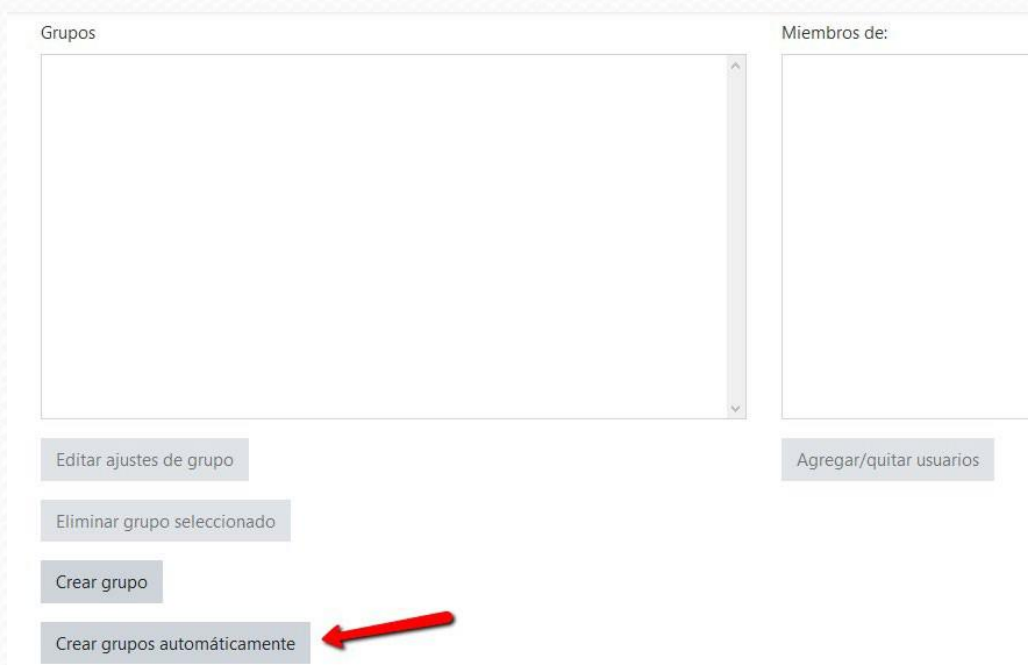 Grupos
Miembros de:
Editar ajustes de grupo
Agregar/quitar usuarios
Eliminar grupo seleccionado
Crear grupo
Crear grupos automáticamente